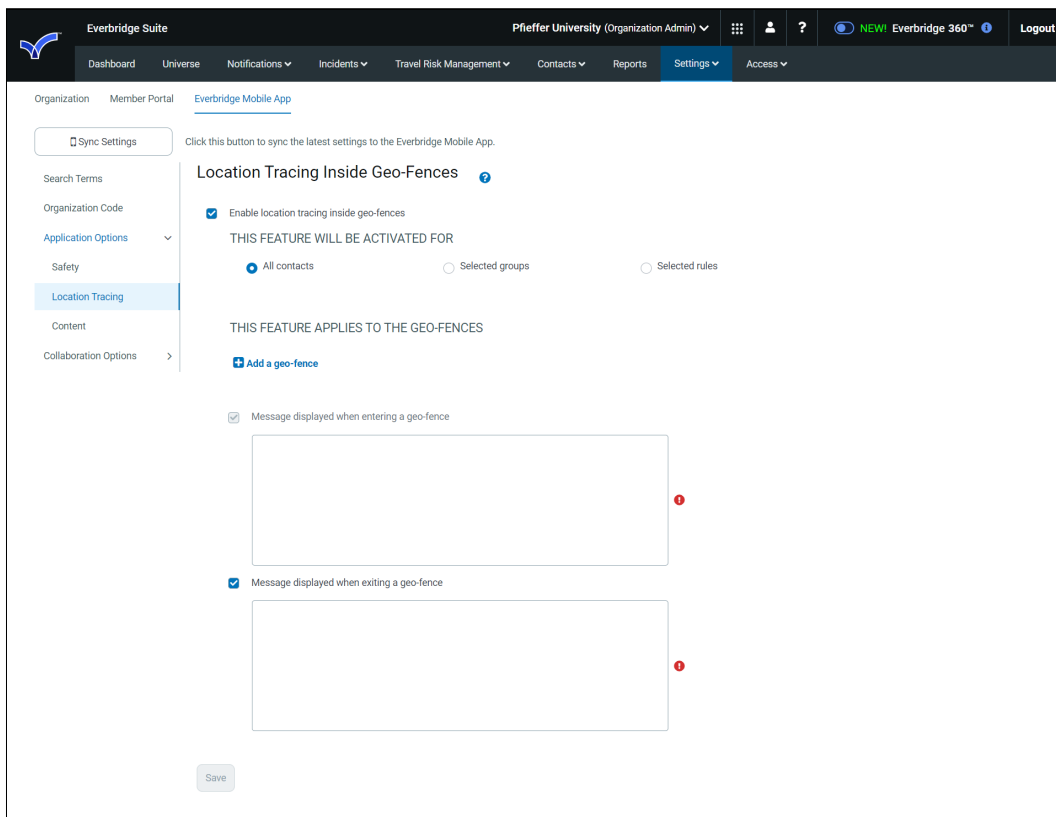 Everbridge Suite
Pfieffer University (Organization Admin)
?
NEW! Everbridge 360™
Logout
Dashboard Universe Notifications Incidents Travel Risk Management Contacts Reports Settings Access
Organization Member Portal Everbridge Mobile App
Sync Settings
Click this button to sync the latest settings to the Everbridge Mobile App.
Search Terms
Organization Code
Application Options
Safety
Location Tracing
Content
Collaboration Options
Location Tracing Inside Geo-Fences ?
Enable location tracing inside geo-fences
THIS FEATURE WILL BE ACTIVATED FOR
All contacts Selected groups Selected rules
THIS FEATURE APPLIES TO THE GEO-FENCES
Add a geo-fence
Message displayed when entering a geo-fence
Message displayed when exiting a geo-fence
Save